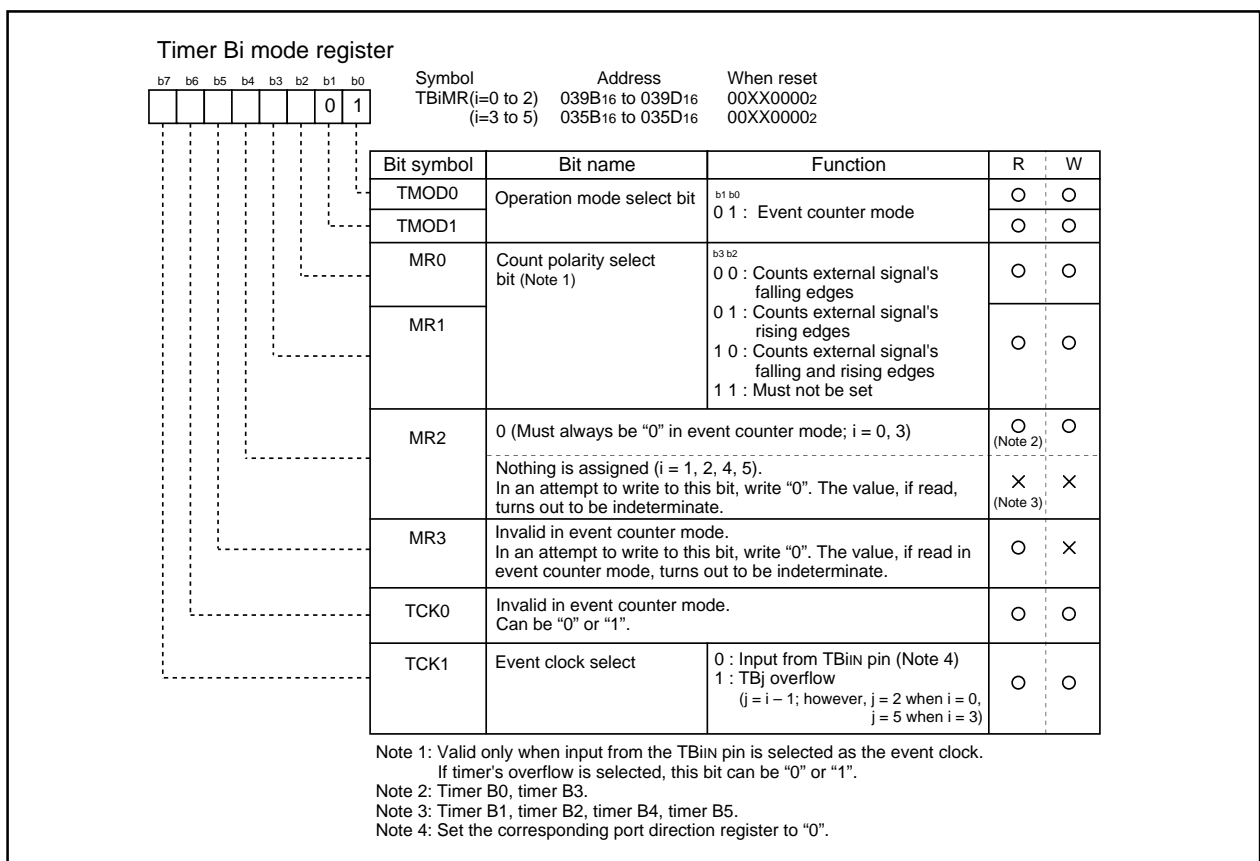 Timer Bi mode register
b7 b6 b5 b4 b3 b2 b1 b0
0 1
Symbol Address When reset
TBiMR(i=0 to 2) 039B16 to 039D16 00XX00002
(i=3 to 5) 035B16 to 035D16 00XX00002
Bit symbol Bit name Function R W
TMOD0 Operation mode select bit b1 b0
0 1 : Event counter mode
TMOD1
MR0 Count polarity select
bit (Note 1)
b3 b2
0 0 : Counts external signal's
falling edges
0 1 : Counts external signal's
rising edges
MR1
1 0 : Counts external signal's
falling and rising edges
1 1 : Must not be set
MR2 0 (Must always be “0” in event counter mode; i = 0, 3)
(Note 2)
Nothing is assigned (i = 1, 2, 4, 5).
In an attempt to write to this bit, write “0”. The value, if read,
turns out to be indeterminate.
(Note 3)
MR3 Invalid in event counter mode.
In an attempt to write to this bit, write “0”. The value, if read in
event counter mode, turns out to be indeterminate.
TCK0 Invalid in event counter mode.
Can be “0” or “1”.
TCK1 Event clock select 0 : Input from TBiIN pin (Note 4)
1 : TBj overflow
(j = i – 1; however, j = 2 when i = 0,
j = 5 when i = 3)
Note 1: Valid only when input from the TBiIN pin is selected as the event clock.
If timer's overflow is selected, this bit can be “0” or “1”.
Note 2: Timer B0, timer B3.
Note 3: Timer B1, timer B2, timer B4, timer B5.
Note 4: Set the corresponding port direction register to “0”.